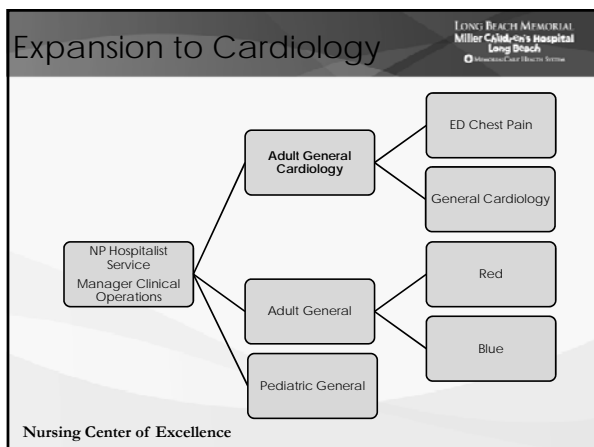 Expansion to Cardiology
LONG BEACH MEMORIAL
Miller Children's Hospital
Long Beach
MEMORIALCARE HEALTH SYSTEM
ED Chest Pain
Adult General
Cardiology
General Cardiology
NP Hospitalist
Service
Manager Clinical
Operations
Red
Adult General
Blue
Pediatric General
Nursing Center of Excellence